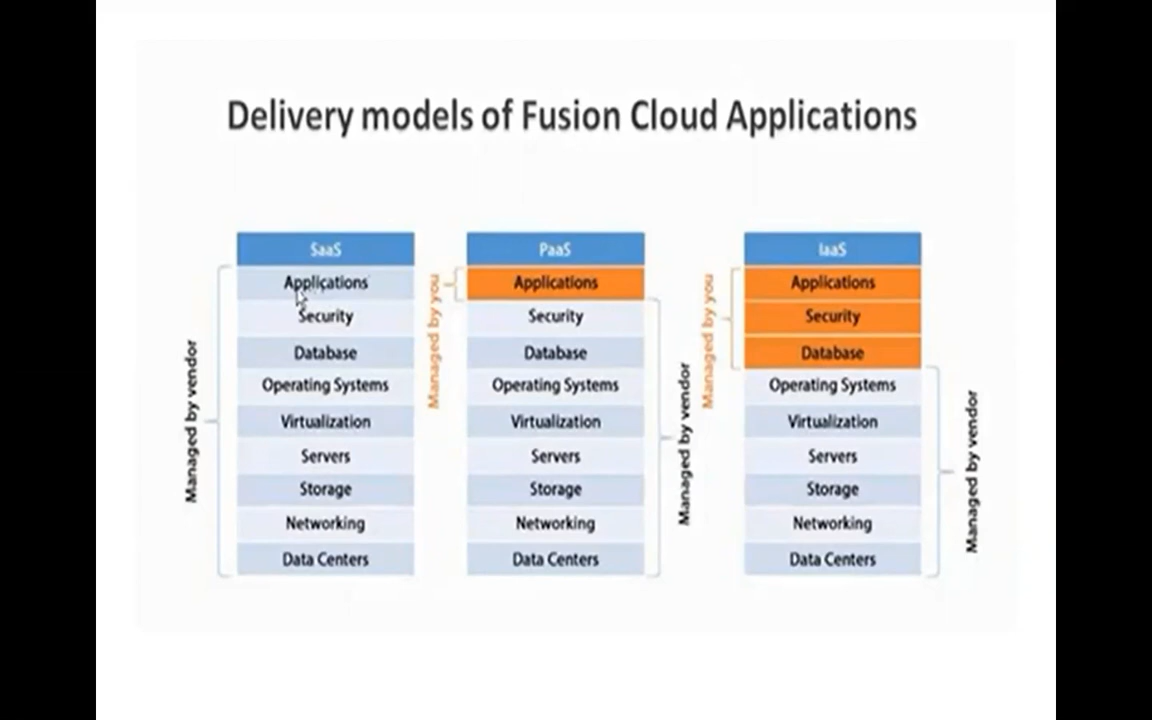 Delivery models of Fusion Cloud Applications
Managed by vendor
SaaS
Applications
Security
Database
Operating Systems
Virtualization
Servers
Storage
Networking
Data Centers
Managed by you
PaaS
Applications
Security
Database
Operating Systems
Virtualization
Servers
Storage
Networking
Data Centers
Managed by vendor
Managed by you
IaaS
Applications
Security
Database
Operating Systems
Virtualization
Servers
Storage
Networking
Data Centers
Managed by vendor